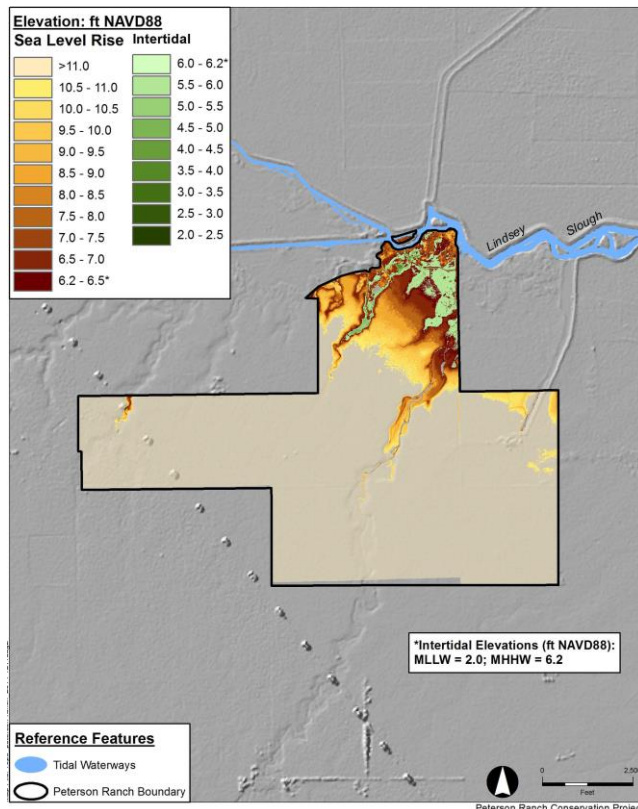 Elevation: ft NAVD88
Sea Level Rise Intertidal
>11.0
10.5 - 11.0
10.0 - 10.5
9.5 - 10.0
9.0 - 9.5
8.5 - 9.0
8.0 - 8.5
7.5 - 8.0
7.0 - 7.5
6.5 - 7.0
6.2 - 6.5*
6.0 - 6.2*
5.5 - 6.0
5.0 - 5.5
4.5 - 5.0
4.0 - 4.5
3.5 - 4.0
3.0 - 3.5
2.5 - 3.0
2.0 - 2.5
Lindsey Slough
*Intertidal Elevations (ft NAVD88):
MLLW = 2.0; MHHW = 6.2
Reference Features
Tidal Waterways
Peterson Ranch Boundary
0
Feet
Peterson Ranch Conservation